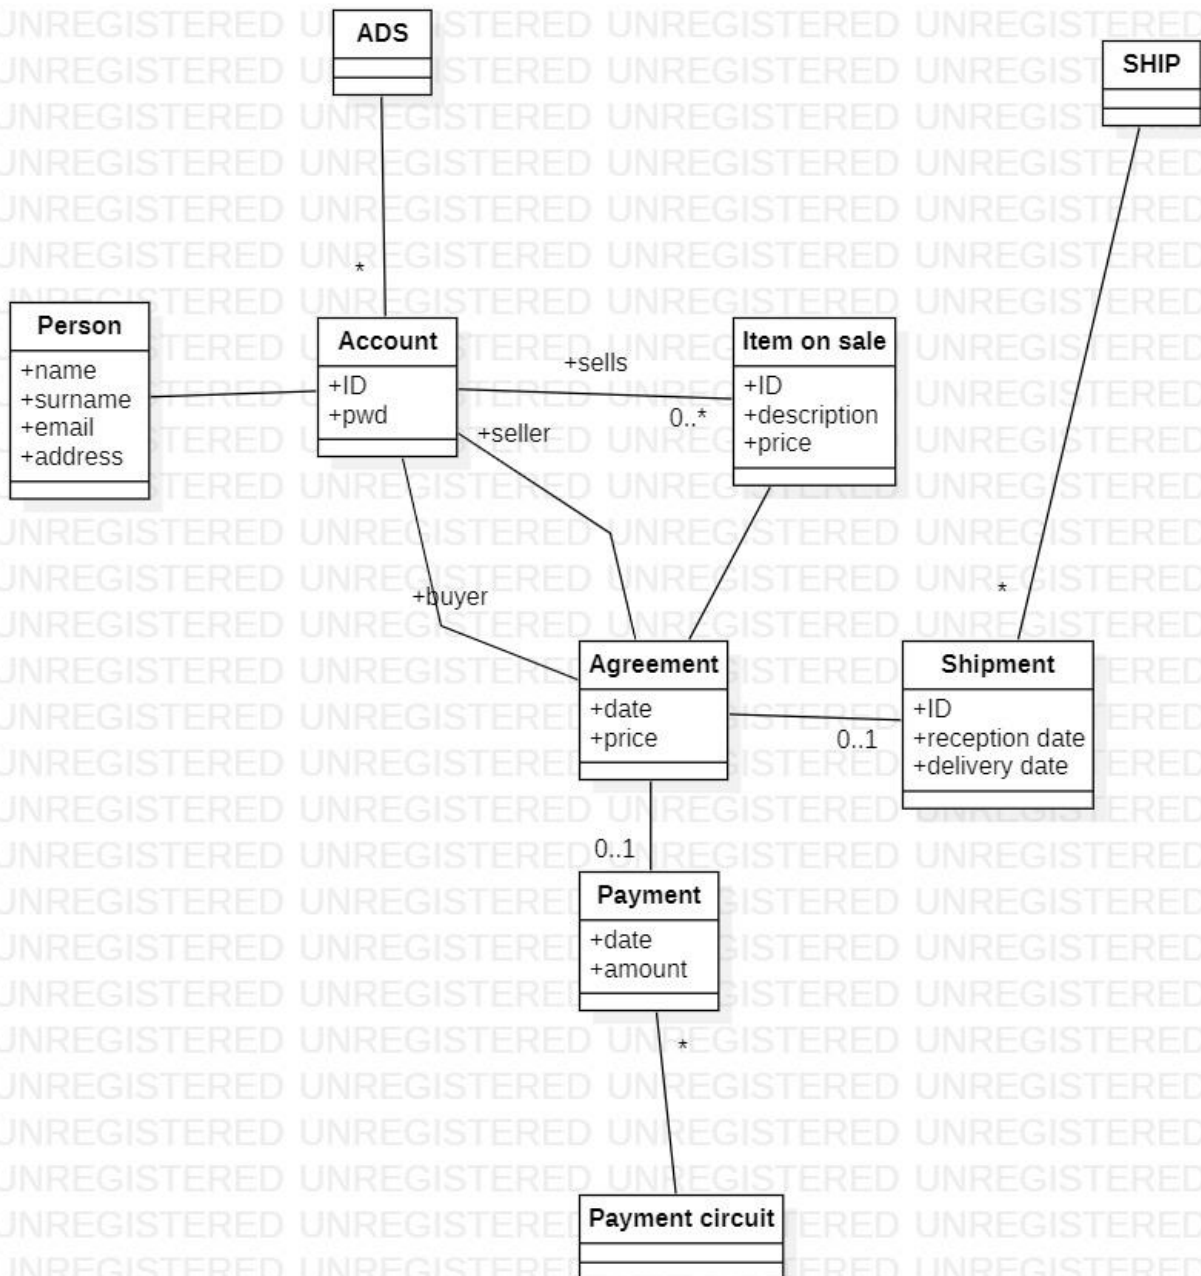 ADS
SHIP
*
Person
+name
+surname
+email
+address
Account
+ID
+pwd
+sells
0..*
Item on sale
+ID
+description
+price
+seller
+buyer
*
Agreement
+date
+price
0..1
Shipment
+ID
+reception date
+delivery date
0..1
Payment
+date
+amount
*
Payment circuit
UNREGISTERED